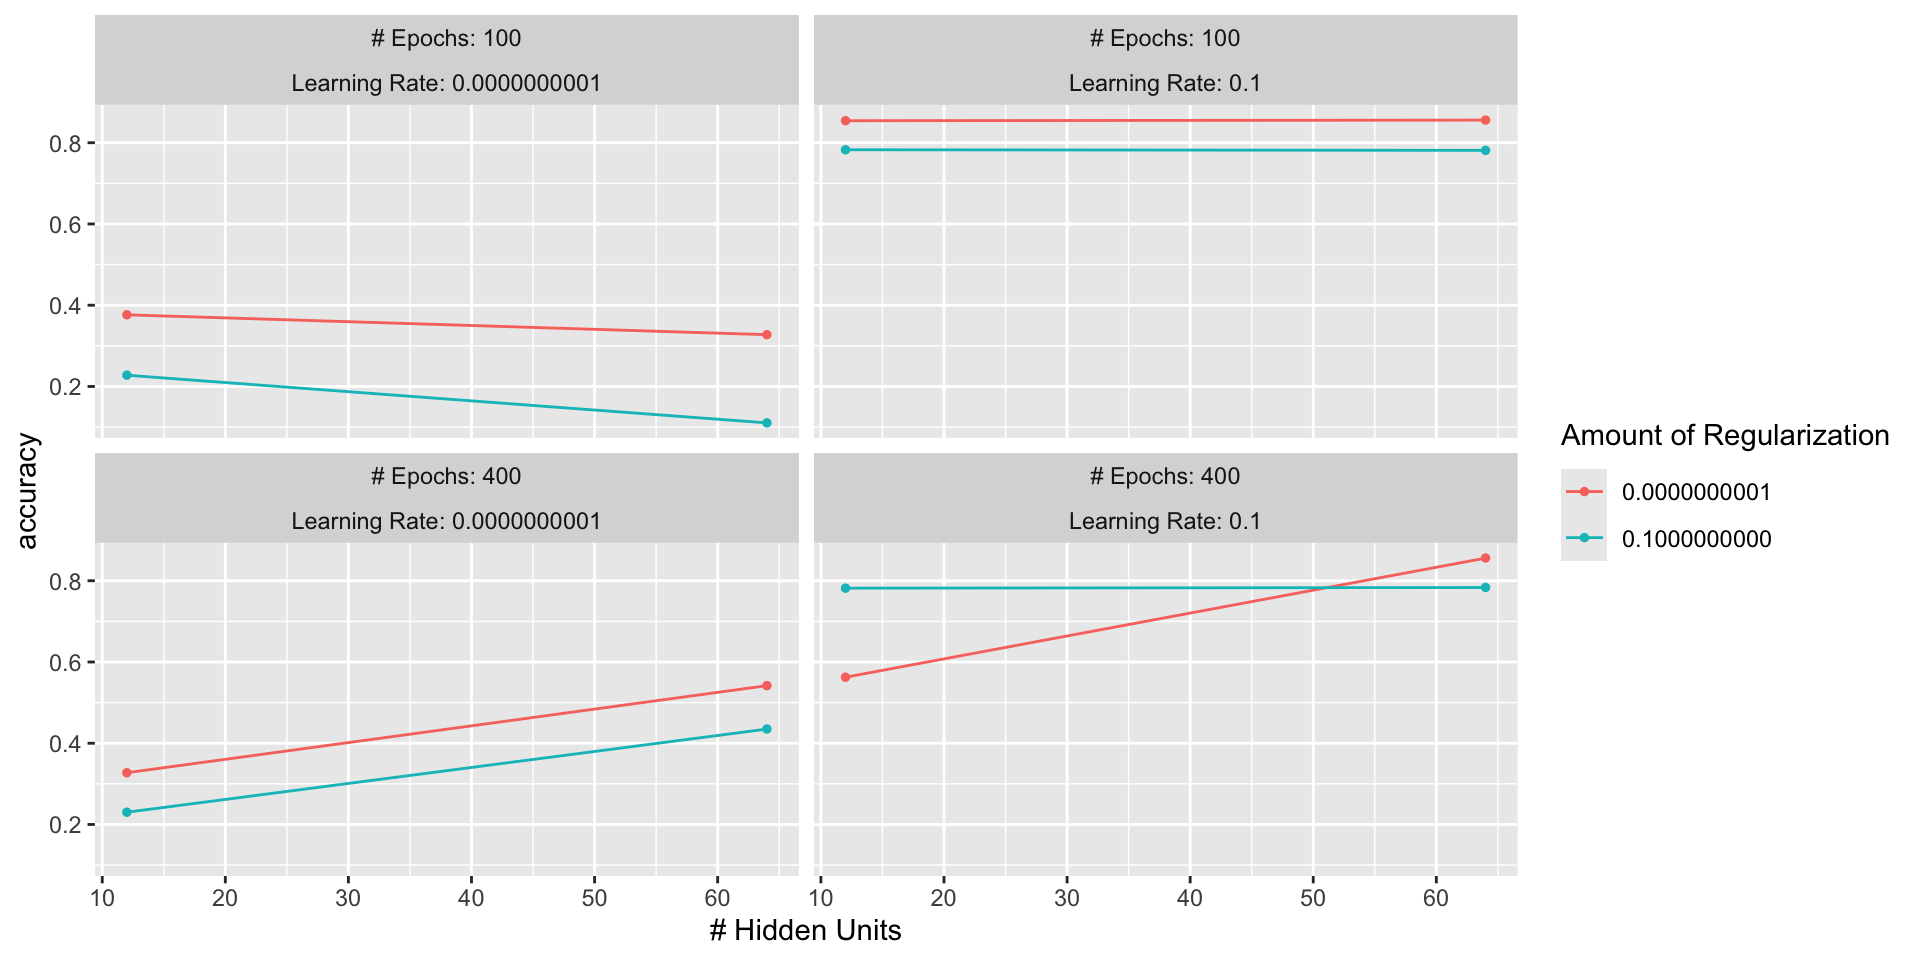 # Epochs: 100
Learning Rate: 0.0000000001
# Epochs: 100
Learning Rate: 0.1
0.8
0.6
0.4
0.2
# Epochs: 400
Learning Rate: 0.0000000001
# Epochs: 400
Learning Rate: 0.1
0.8
0.6
0.4
0.2
accuracy
10 20 30 40 50 60
10 20 30 40 50 60
# Hidden Units
Amount of Regularization
0.0000000001
0.1000000000